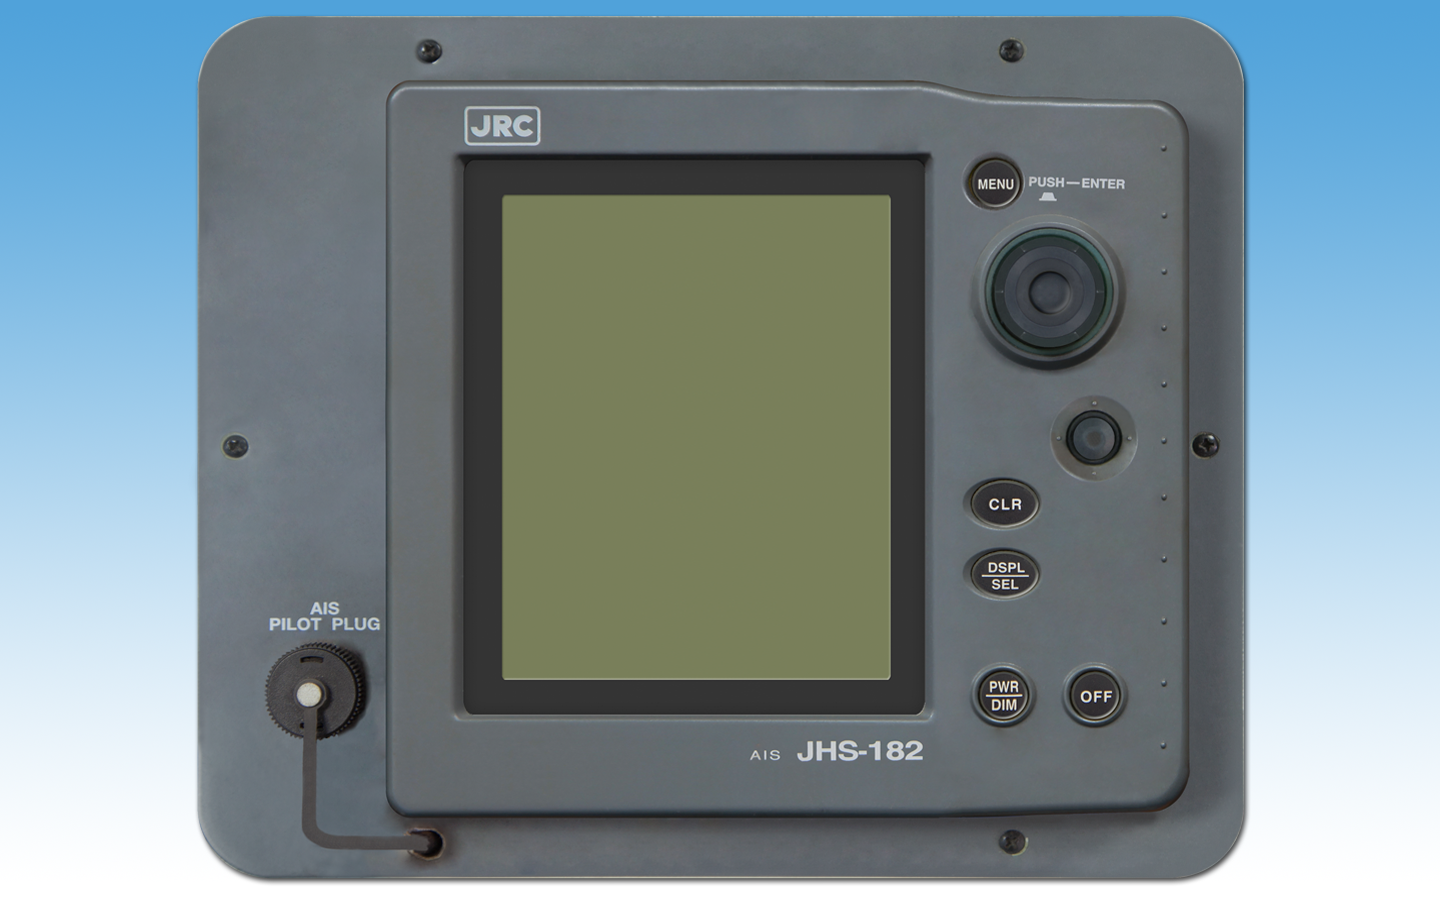 JRC
MENU
PUSH—ENTER
CLR
DSPL
SEL
AIS
PILOT PLUG
PWR
DIM
OFF
AIS JHS-182